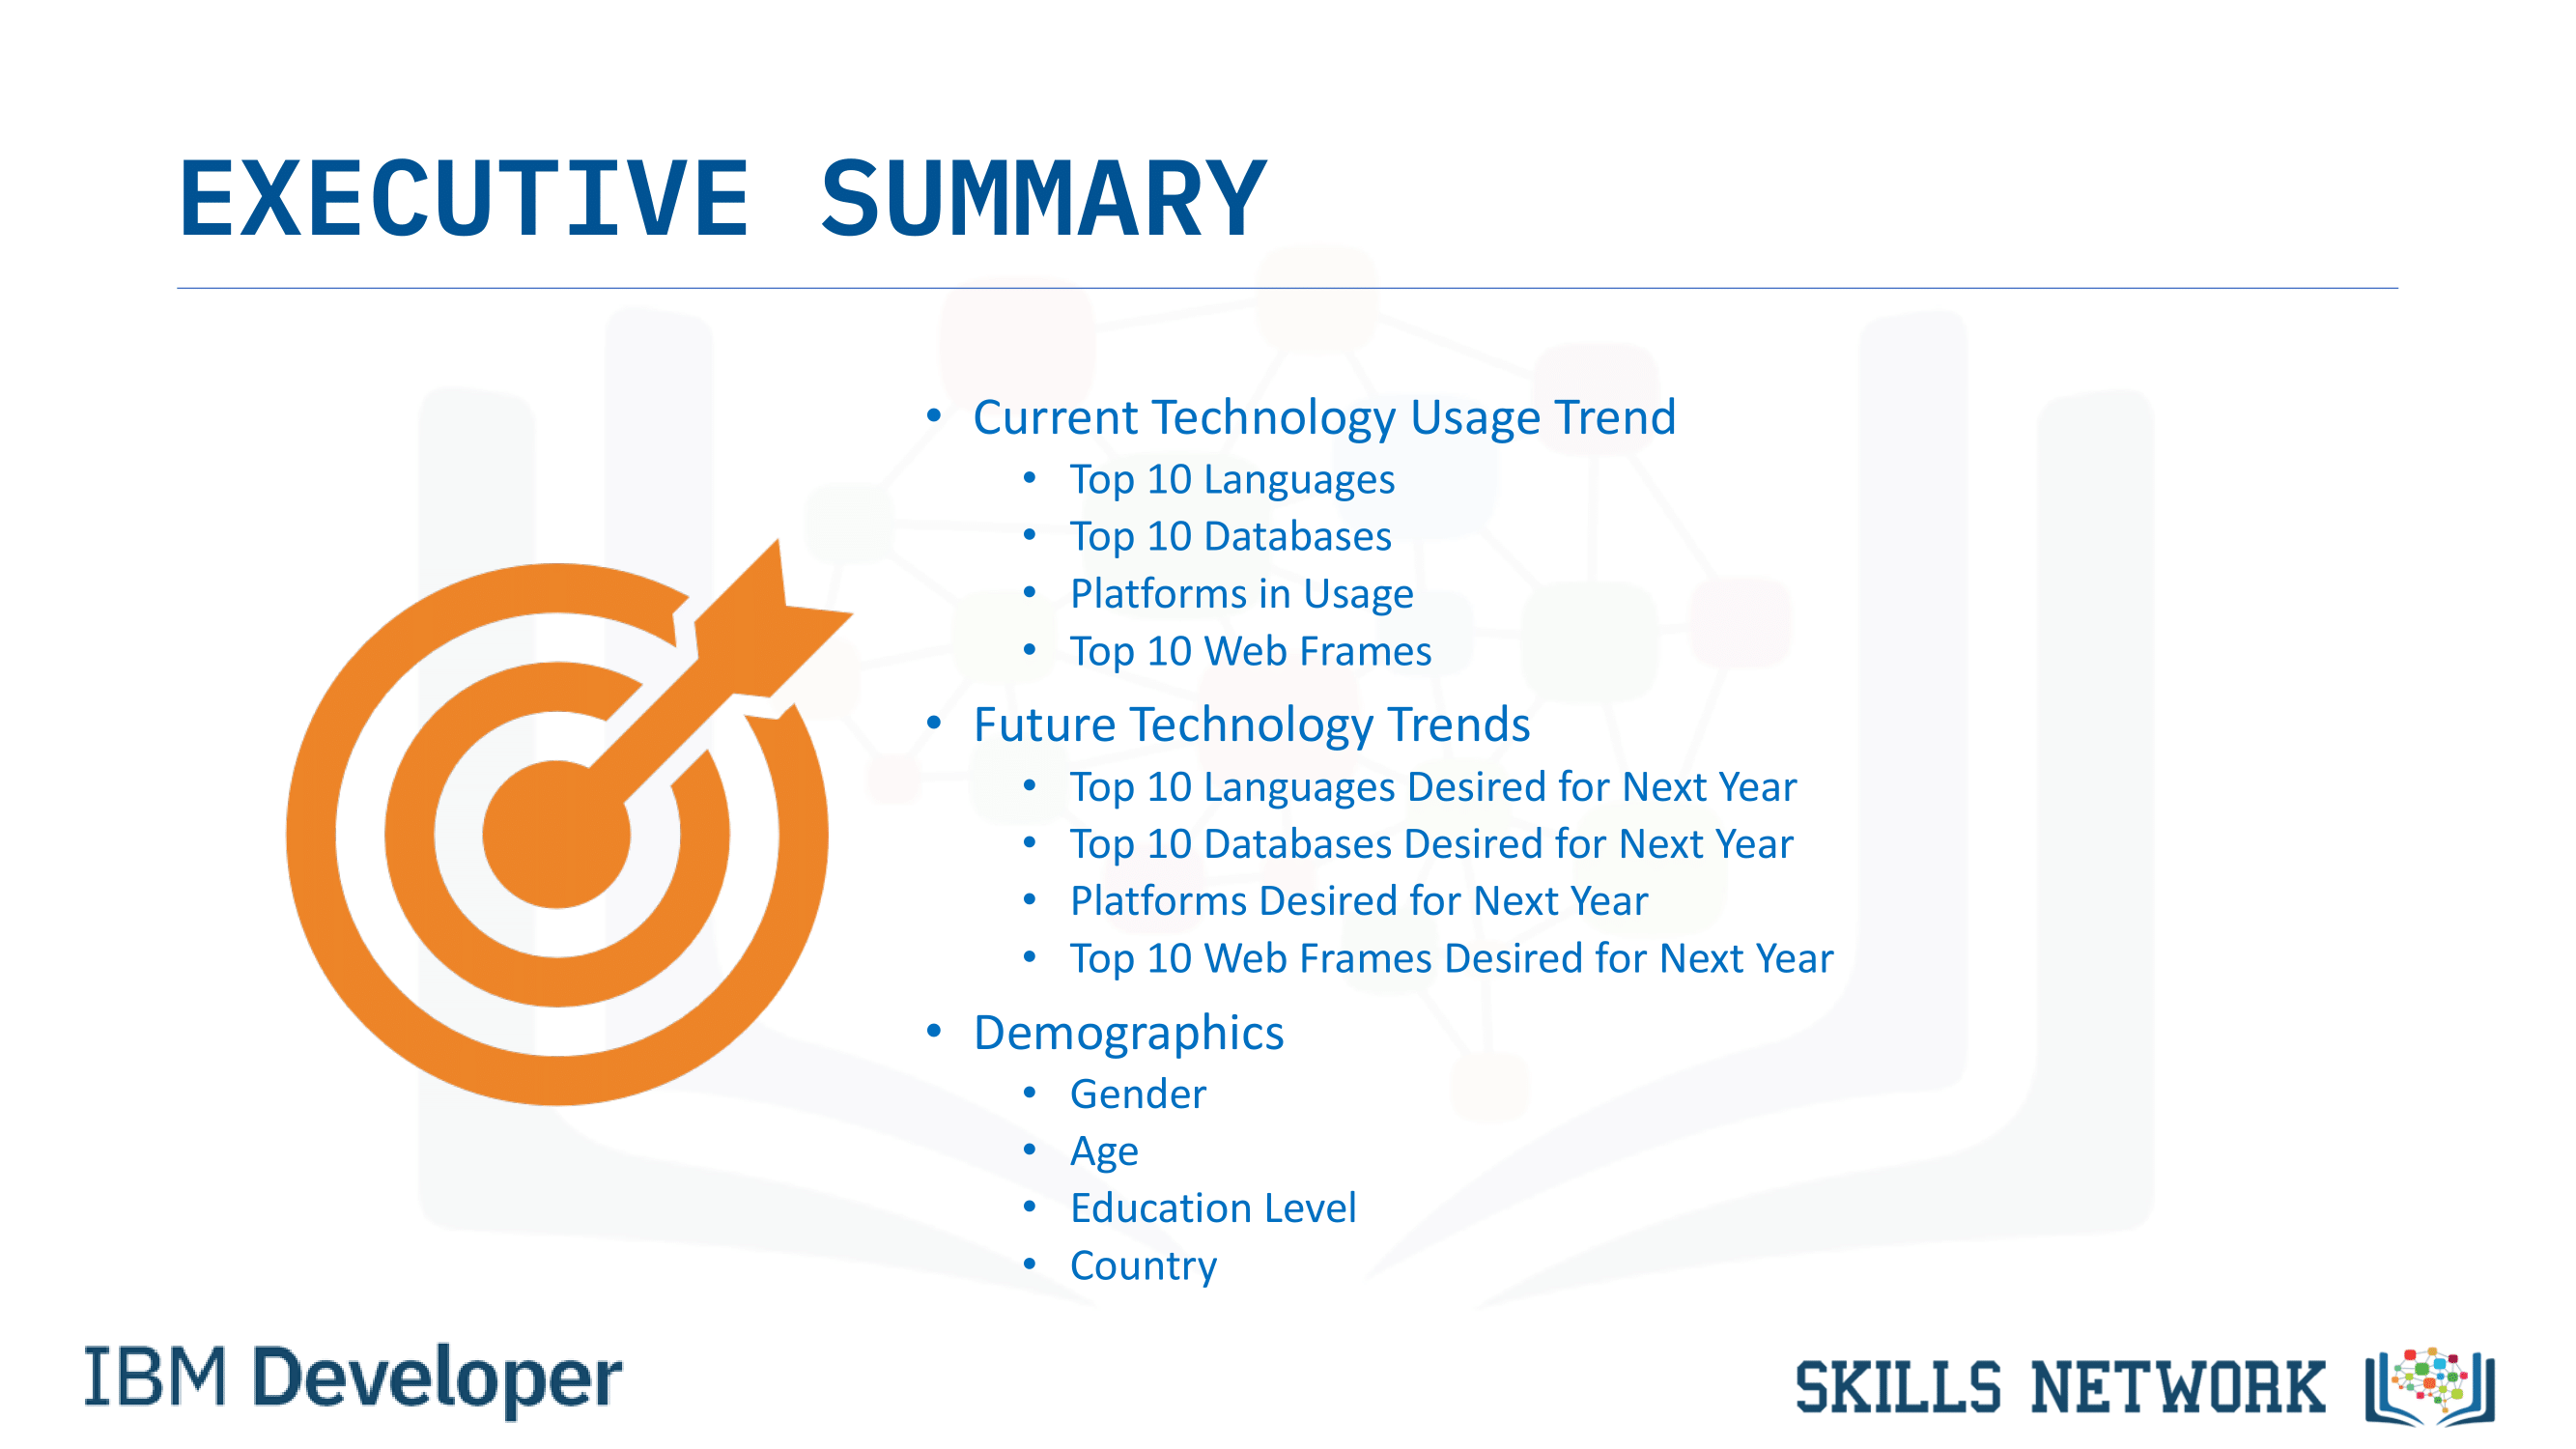 EXECUTIVE SUMMARY
• Current Technology Usage Trend
• Top 10 Languages
• Top 10 Databases
• Platforms in Usage
• Top 10 Web Frames
• Future Technology Trends
• Top 10 Languages Desired for Next Year
• Top 10 Databases Desired for Next Year
• Platforms Desired for Next Year
• Top 10 Web Frames Desired for Next Year
• Demographics
• Gender
• Age
• Education Level
• Country
IBM Developer
SKILLS NETWORK